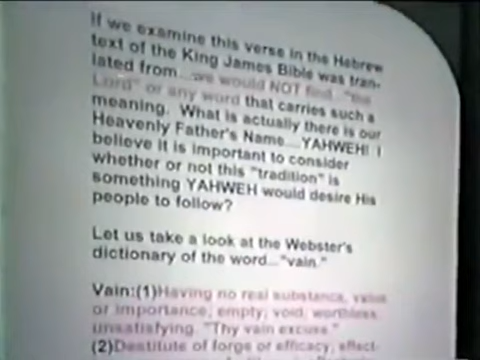 If we examine this verse in the Hebrew
text of the King James Bible was tran-
lated from...we would NOT find..."the
Lord" or any word that carries such a
meaning. What is actually there is our
Heavenly Father's Name....YAHWEH! I
believe it is important to consider
whether or not this "tradition" is
something YAHWEH would desire His
people to follow?
Let us take a look at the Webster's
dictionary of the word..."vain."
Vain:(1)Having no real substance, value
or importance; empty; void; worthless;
unsatisfying. "Thy vain excuse."
(2)Destitute of forge or efficacy, effect-